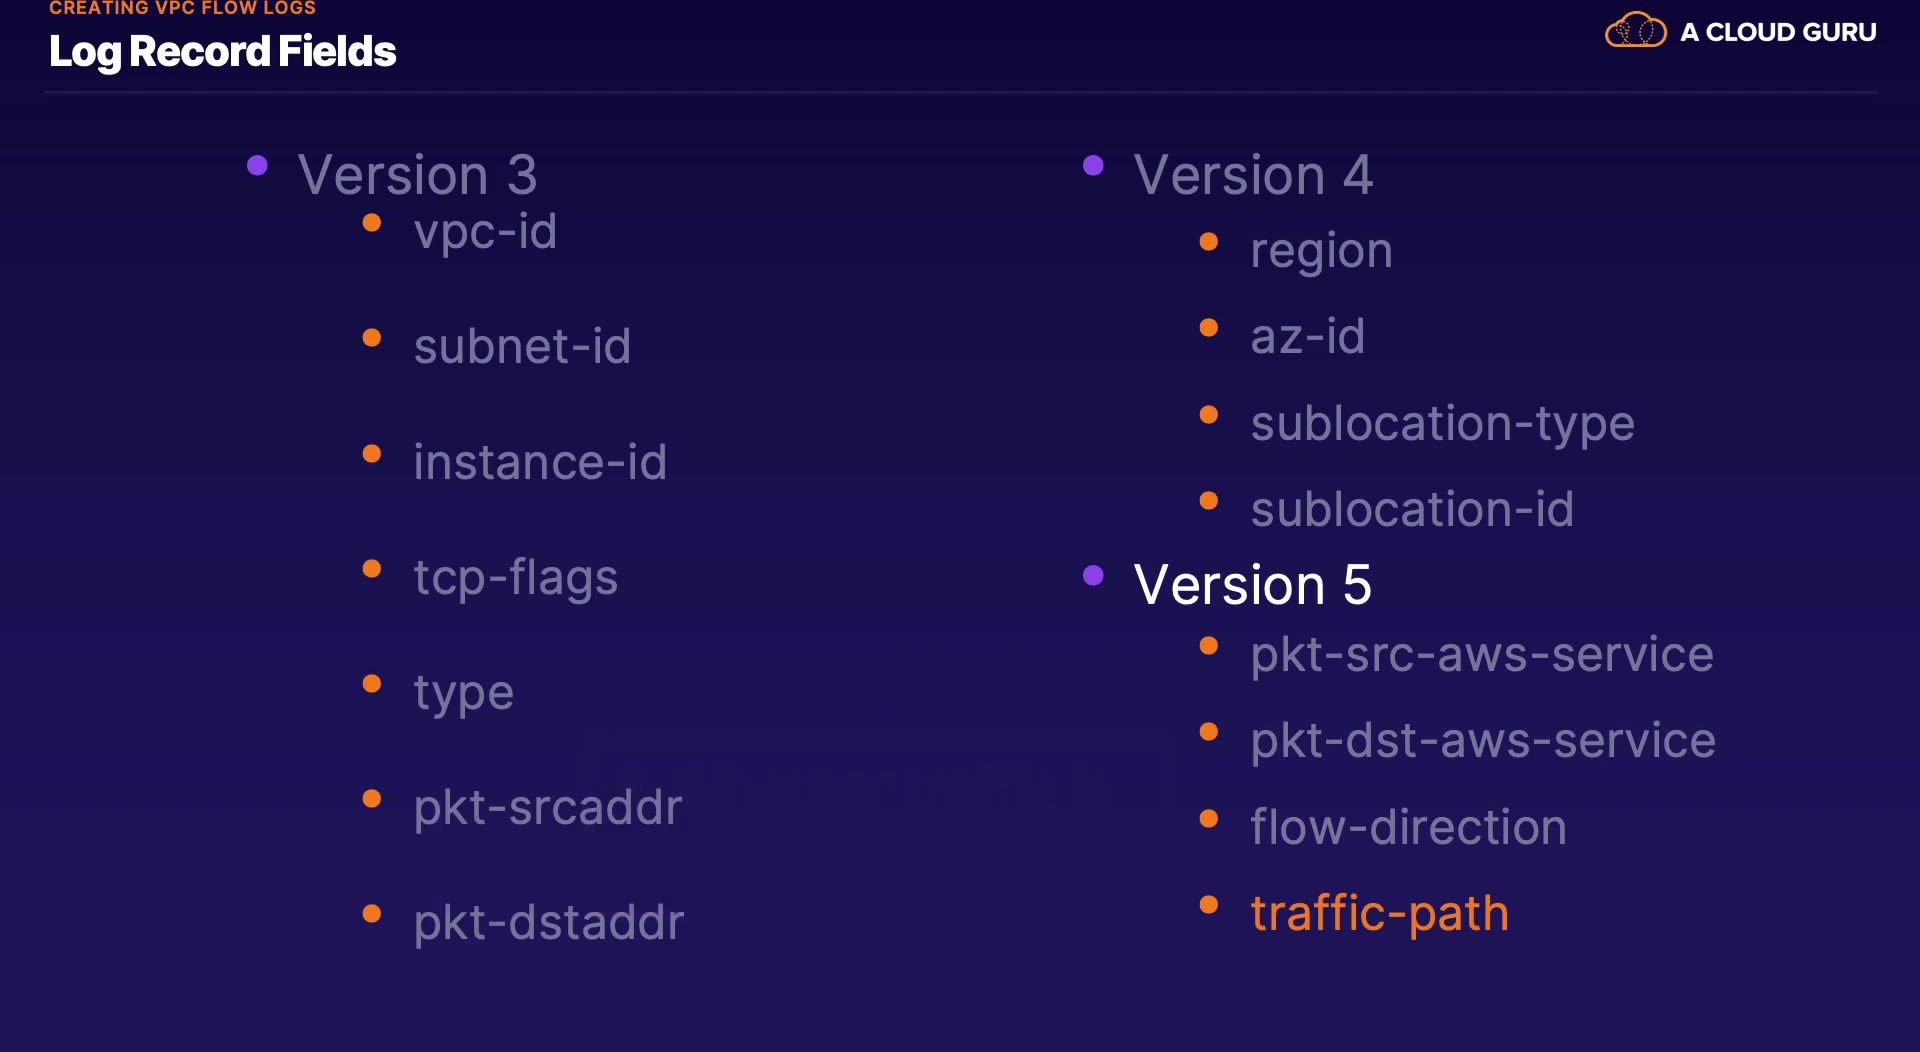 CREATING VPC FLOW LOGS
Log Record Fields
A CLOUD GURU
Version 3
vpc-id
subnet-id
instance-id
tcp-flags
type
pkt-srcaddr
pkt-dstaddr
Version 4
region
az-id
sublocation-type
sublocation-id
Version 5
pkt-src-aws-service
pkt-dst-aws-service
flow-direction
traffic-path